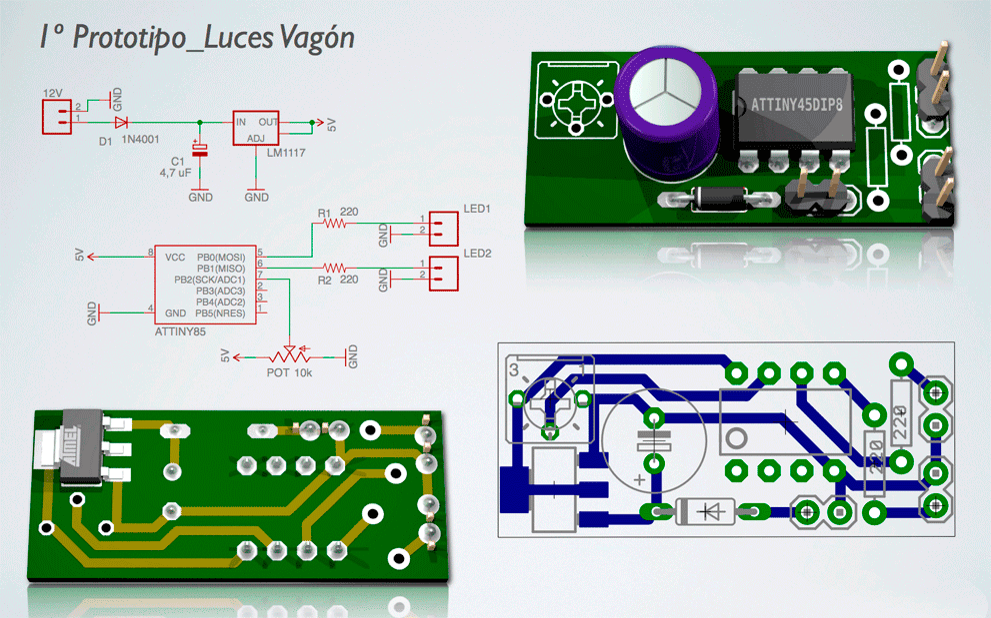 1º Prototipo_Luces Vagón
12V
2
1
GND
D1
1N4001
C1
4,7 uF
GND
IN
OUT
ADJ
LM1117
GND
5V
5V
8
VCC
GND
4
GND
PB0(MOSI)
PB1(MISO)
PB2(SCK/ADC1)
PB3(ADC3)
PB4(ADC2)
PB5(NRES)
5
6
7
2
3
1
ATTINY85
R1
220
R2
220
GND
1
2
LED1
GND
1
2
LED2
5V
POT 10k
GND
ATTINY45DIP8
ATMEL
3
1
+
220
220